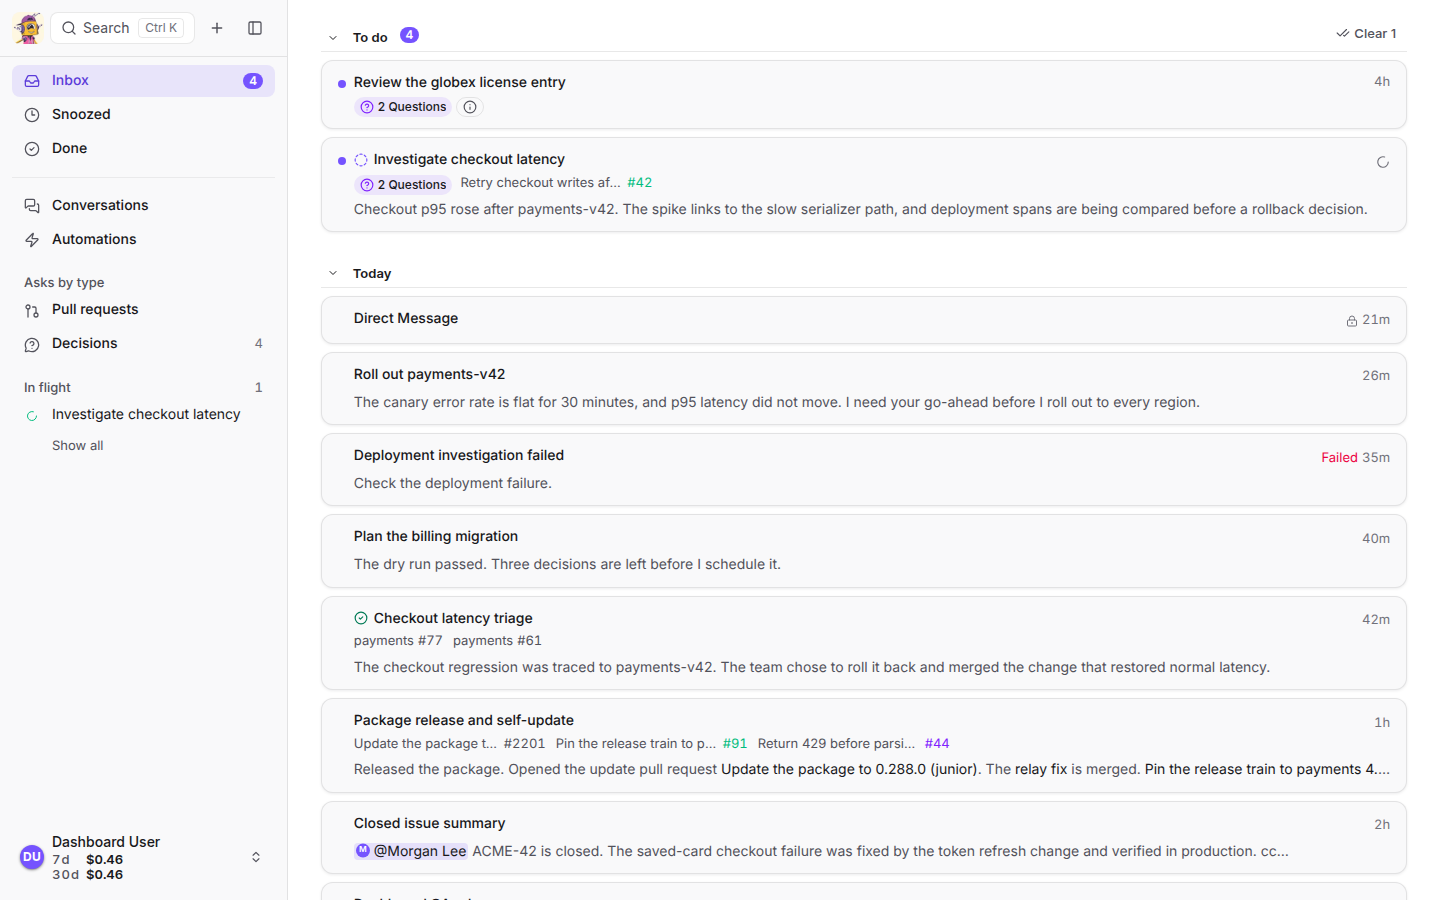 Search Ctrl K
Inbox 4
Snoozed
Done
Conversations
Automations
Asks by type
Pull requests
Decisions 4
In flight 1
Investigate checkout latency
Show all
DU Dashboard User
7d $0.46
30d $0.46
To do 4 Clear 1
Review the globex license entry 4h
2 Questions
Investigate checkout latency
2 Questions Retry checkout writes af... #42
Checkout p95 rose after payments-v42. The spike links to the slow serializer path, and deployment spans are being compared before a rollback decision.
Today
Direct Message 21m
Roll out payments-v42 26m
The canary error rate is flat for 30 minutes, and p95 latency did not move. I need your go-ahead before I roll out to every region.
Deployment investigation failed Failed 35m
Check the deployment failure.
Plan the billing migration 40m
The dry run passed. Three decisions are left before I schedule it.
Checkout latency triage 42m
payments #77 payments #61
The checkout regression was traced to payments-v42. The team chose to roll it back and merged the change that restored normal latency.
Package release and self-update 1h
Update the package t... #2201 Pin the release train to p... #91 Return 429 before parsi... #44
Released the package. Opened the update pull request Update the package to 0.288.0 (junior). The relay fix is merged. Pin the release train to payments 4....
Closed issue summary 2h
M @Morgan Lee ACME-42 is closed. The saved-card checkout failure was fixed by the token refresh change and verified in production. cc...